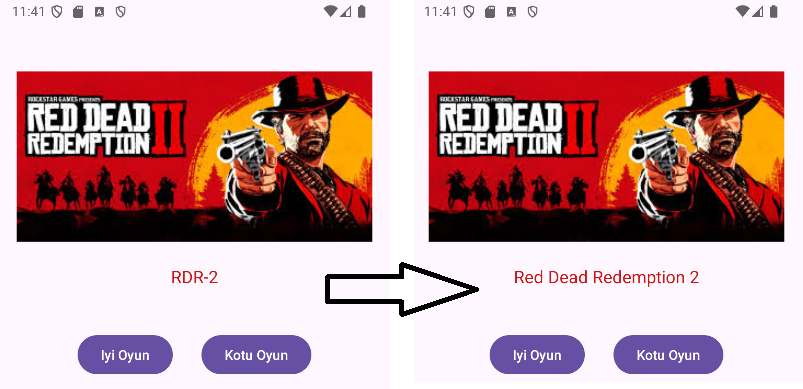 11:41
ROCKSTAR GAMES PRESENTS
RED DEAD
REDEMPTION II
RDR-2
Iyi Oyun
Kotu Oyun
11:41
ROCKSTAR GAMES PRESENTS
RED DEAD
REDEMPTION II
Red Dead Redemption 2
Iyi Oyun
Kotu Oyun